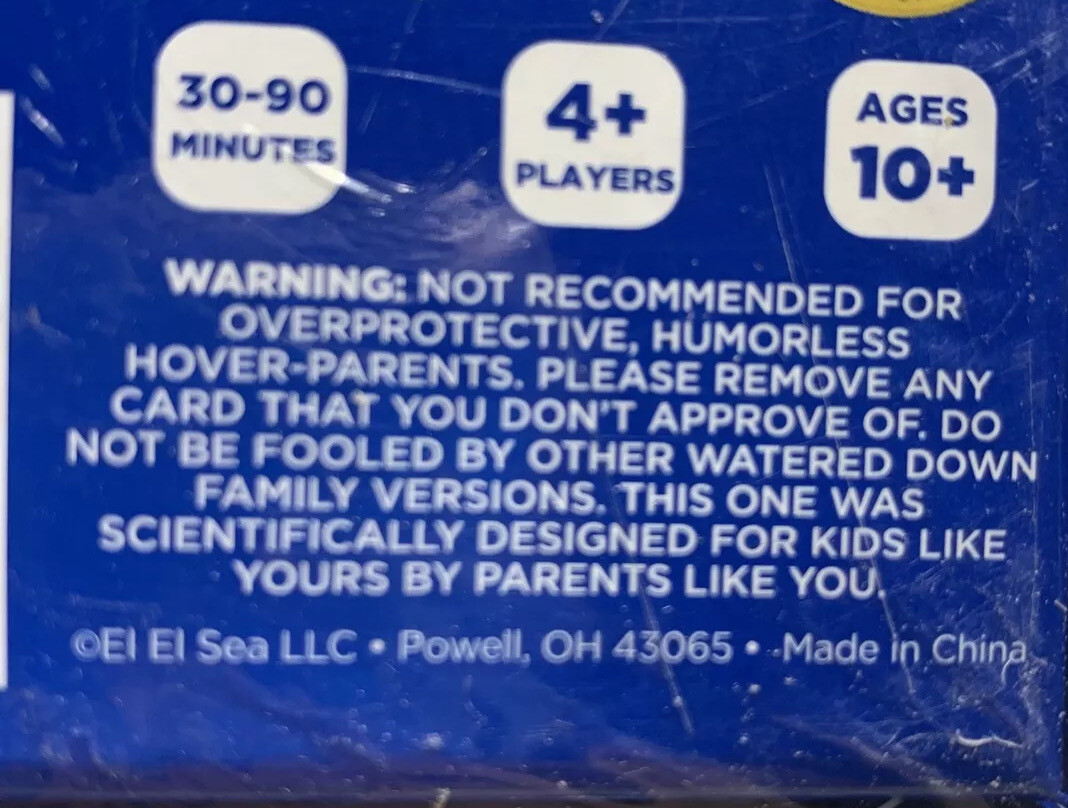 30-90
MINUTES
4+
PLAYERS
AGES
10+
WARNING: NOT RECOMMENDED FOR
OVERPROTECTIVE, HUMORLESS
HOVER-PARENTS. PLEASE REMOVE ANY
CARD THAT YOU DON'T APPROVE OF. DO
NOT BE FOOLED BY OTHER WATERED DOWN
FAMILY VERSIONS. THIS ONE WAS
SCIENTIFICALLY DESIGNED FOR KIDS LIKE
YOURS BY PARENTS LIKE YOU.
©El El Sea LLC • Powell, OH 43065 • Made in China